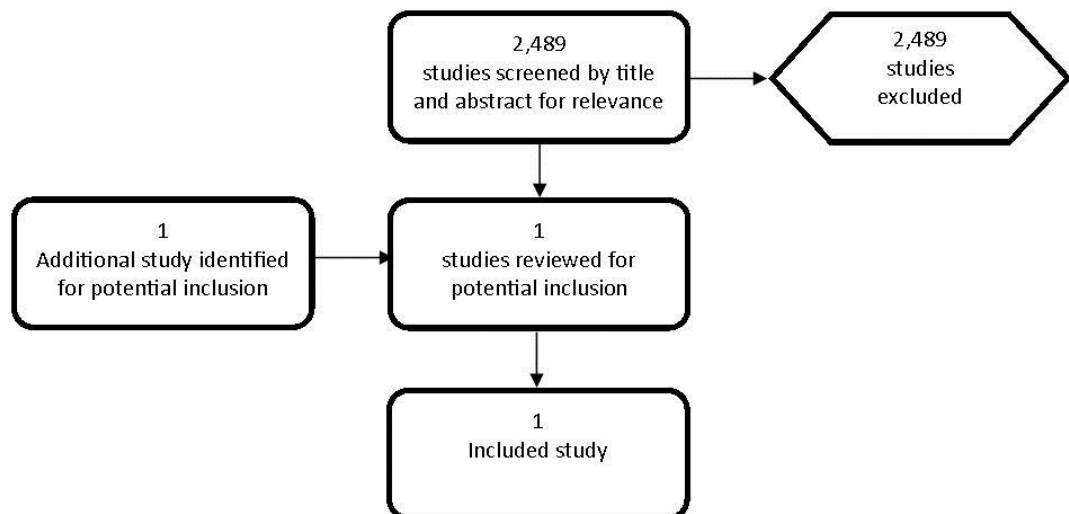 2,489
studies screened by title
and abstract for relevance
2,489
studies
excluded
1
Additional study identified
for potential inclusion
1
studies reviewed for
potential inclusion
1
Included study